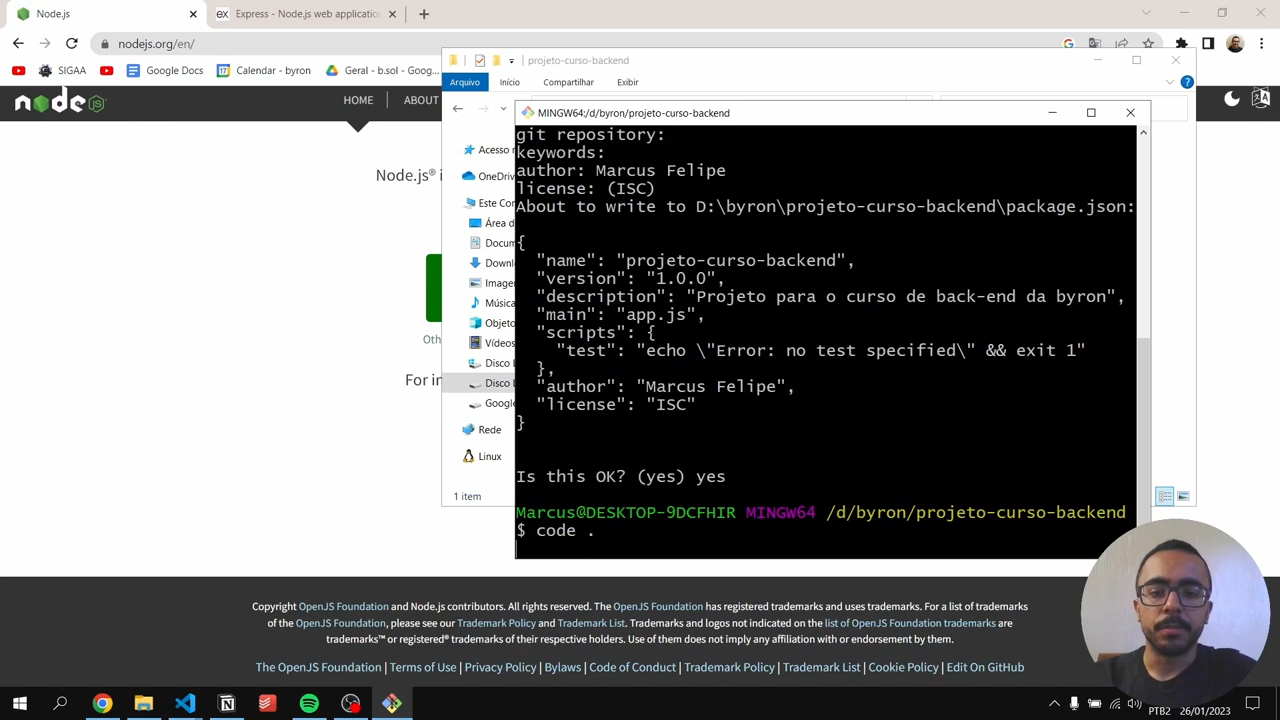 Node.js
Express - Node.js web application
nodejs.org/en/
SIGAA
Google Docs
Calendar - byron
Geral - b.sol - Goog...
node JS
HOME
ABOUT
projeto-curso-backend
Arquivo
Início
Compartilhar
Exibir
Node.js® i
Oth
For in
Acesso r
OneDriv
Este Cor
Área d
Docum
Downl
Imager
Música
Objeto
Vídeos
Disco l
Disco l
Google
Rede
Linux
1 item
MINGW64:/d/byron/projeto-curso-backend
git repository:
keywords:
author: Marcus Felipe
license: (ISC)
About to write to D:\byron\projeto-curso-backend\package.json:
{
"name": "projeto-curso-backend",
"version": "1.0.0",
"description": "Projeto para o curso de back-end da byron",
"main": "app.js",
"scripts": {
"test": "echo \"Error: no test specified\" && exit 1"
},
"author": "Marcus Felipe",
"license": "ISC"
}
Is this OK? (yes) yes
Marcus@DESKTOP-9DCFHIR MINGW64 /d/byron/projeto-curso-backend
$ code .
Copyright OpenJS Foundation and Node.js contributors. All rights reserved. The OpenJS Foundation has registered trademarks and uses trademarks. For a list of trademarks
of the OpenJS Foundation, please see our Trademark Policy and Trademark List. Trademarks and logos not indicated on the list of OpenJS Foundation trademarks are
trademarks™ or registered® trademarks of their respective holders. Use of them does not imply any affiliation with or endorsement by them.
The OpenJS Foundation | Terms of Use | Privacy Policy | Bylaws | Code of Conduct | Trademark Policy | Trademark List | Cookie Policy | Edit On GitHub
PTB2
26/01/2023